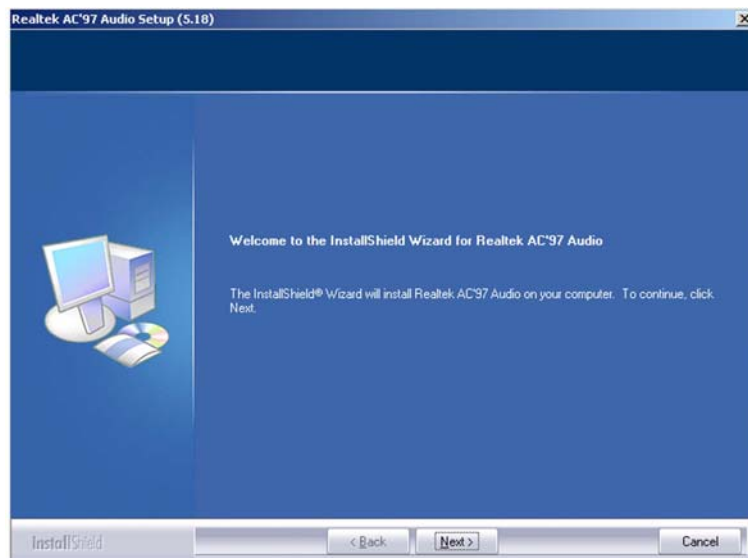 Realtek AC'97 Audio Setup (5.18)
Welcome to the InstallShield Wizard for Realtek AC'97 Audio
The InstallShield® Wizard will install Realtek AC'97 Audio on your computer. To continue, click
Next.
InstallShield
< Back
Next >
Cancel